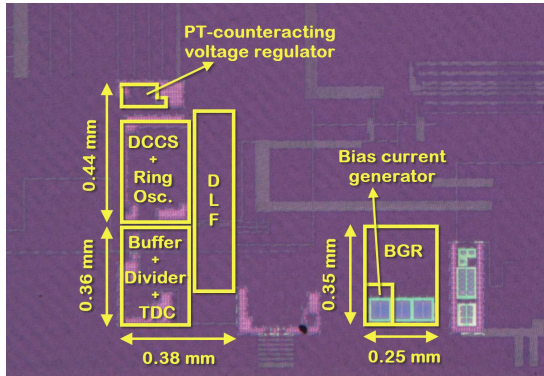 PT-counteracting
voltage regulator
0.44 mm
DCCS
+
Ring
Osc.
D
L
F
Buffer
+
Divider
+
TDC
0.36 mm
0.38 mm
Bias current
generator
BGR
0.35 mm
0.25 mm